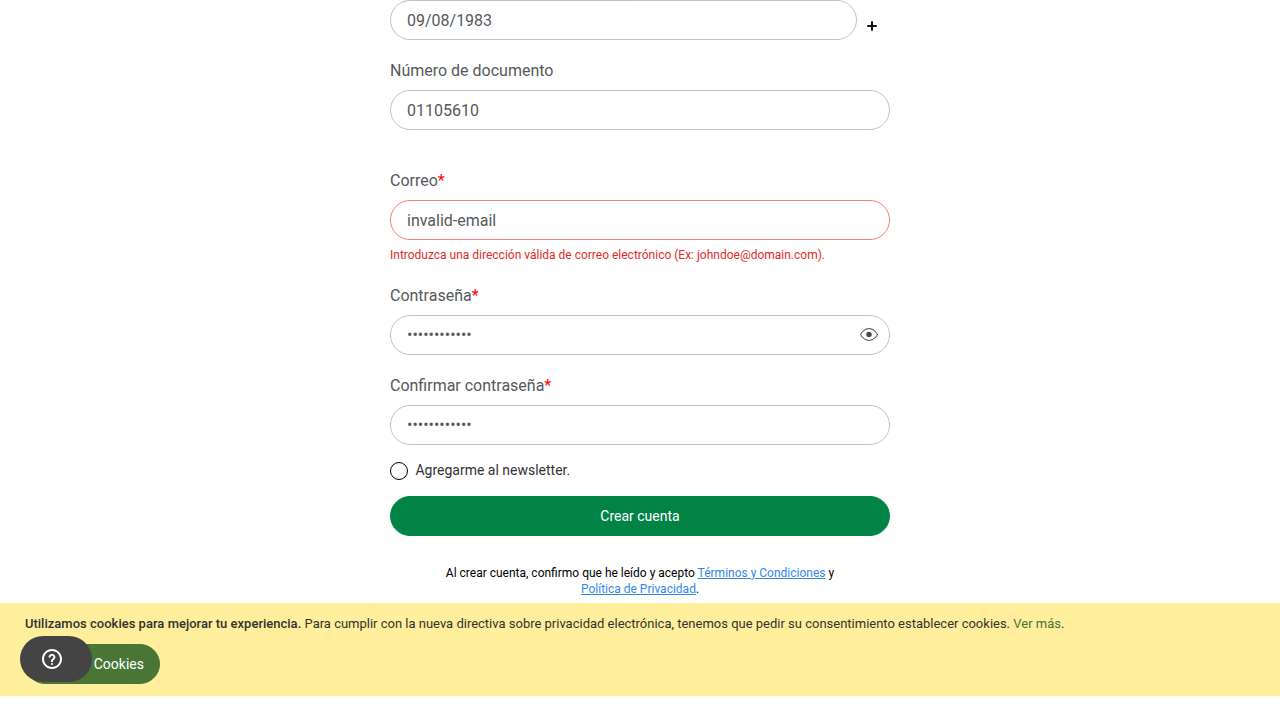 09/08/1983
Número de documento
01105610
Correo*
invalid-email
Introduzca una dirección válida de correo electrónico (Ex: johndoe@domain.com).
Contraseña*
••••••••••••
Confirmar contraseña*
••••••••••••
Agregarme al newsletter.
Crear cuenta
Al crear cuenta, confirmo que he leído y acepto Términos y Condiciones y
Política de Privacidad.
Utilizamos cookies para mejorar tu experiencia. Para cumplir con la nueva directiva sobre privacidad electrónica, tenemos que pedir su consentimiento establecer cookies. Ver más.
Cookies